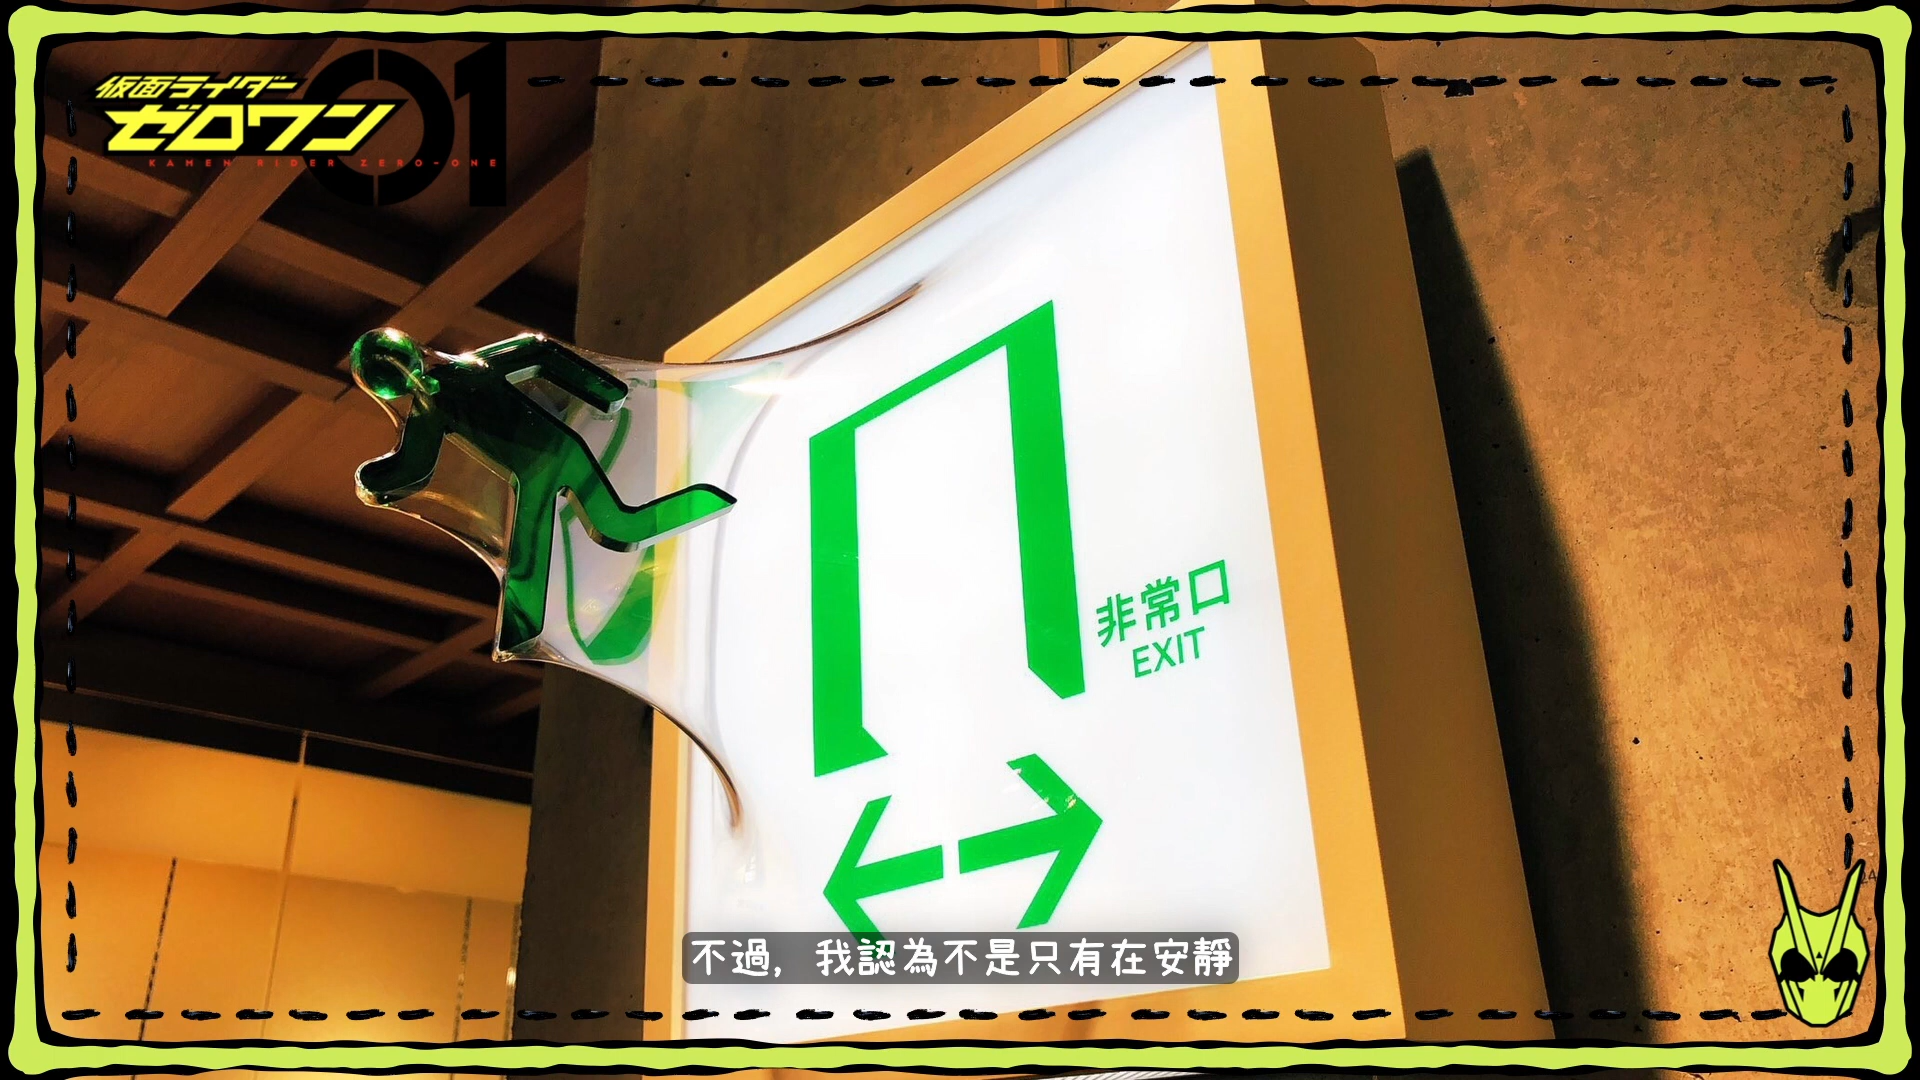 仮面ライダー
ゼロワン
01
KAMEN RIDER ZERO-ONE
非常口
EXIT
不過，我認為不是只有在安靜